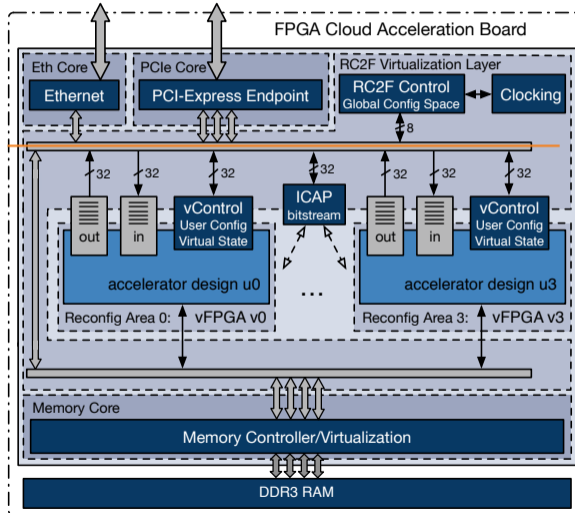 FPGA Cloud Acceleration Board
Eth Core
PCIe Core
RC2F Virtualization Layer
Ethernet
PCI-Express Endpoint
RC2F Control
Global Config Space
Clocking
8
32
32
32
32
32
32
32
out
in
vControl
User Config
Virtual State
ICAP
bitstream
out
in
vControl
User Config
Virtual State
accelerator design u0
...
accelerator design u3
Reconfig Area 0: vFPGA v0
Reconfig Area 3: vFPGA v3
Memory Core
Memory Controller/Virtualization
DDR3 RAM